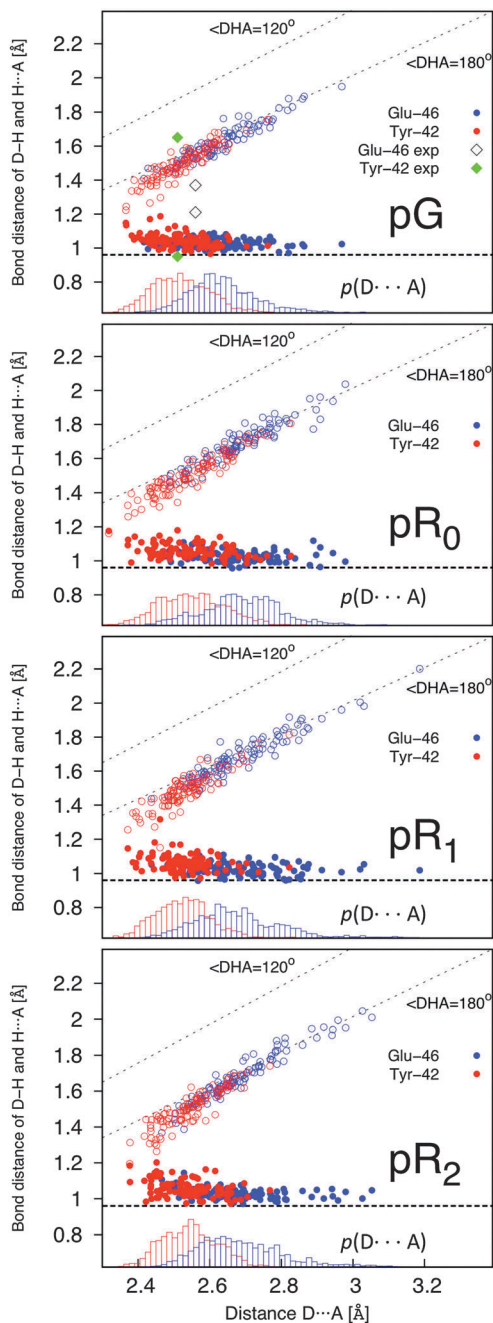 2.2
2
1.8
1.6
1.4
1.2
1
0.8
Bond distance of D–H and H···A [Å]
<DHA=120°
<DHA=180°
Glu−46
Tyr−42
Glu−46 exp
Tyr−42 exp
pG
p(D··· A)
2.2
2
1.8
1.6
1.4
1.2
1
0.8
Bond distance of D–H and H···A [Å]
<DHA=120°
<DHA=180°
Glu−46
Tyr−42
pR0
p(D··· A)
2.2
2
1.8
1.6
1.4
1.2
1
0.8
Bond distance of D–H and H···A [Å]
<DHA=120°
<DHA=180°
Glu−46
Tyr−42
pR1
p(D··· A)
2.2
2
1.8
1.6
1.4
1.2
1
0.8
Bond distance of D–H and H···A [Å]
<DHA=120°
<DHA=180°
Glu−46
Tyr−42
pR2
p(D··· A)
2.4 2.6 2.8 3 3.2
Distance D···A [Å]